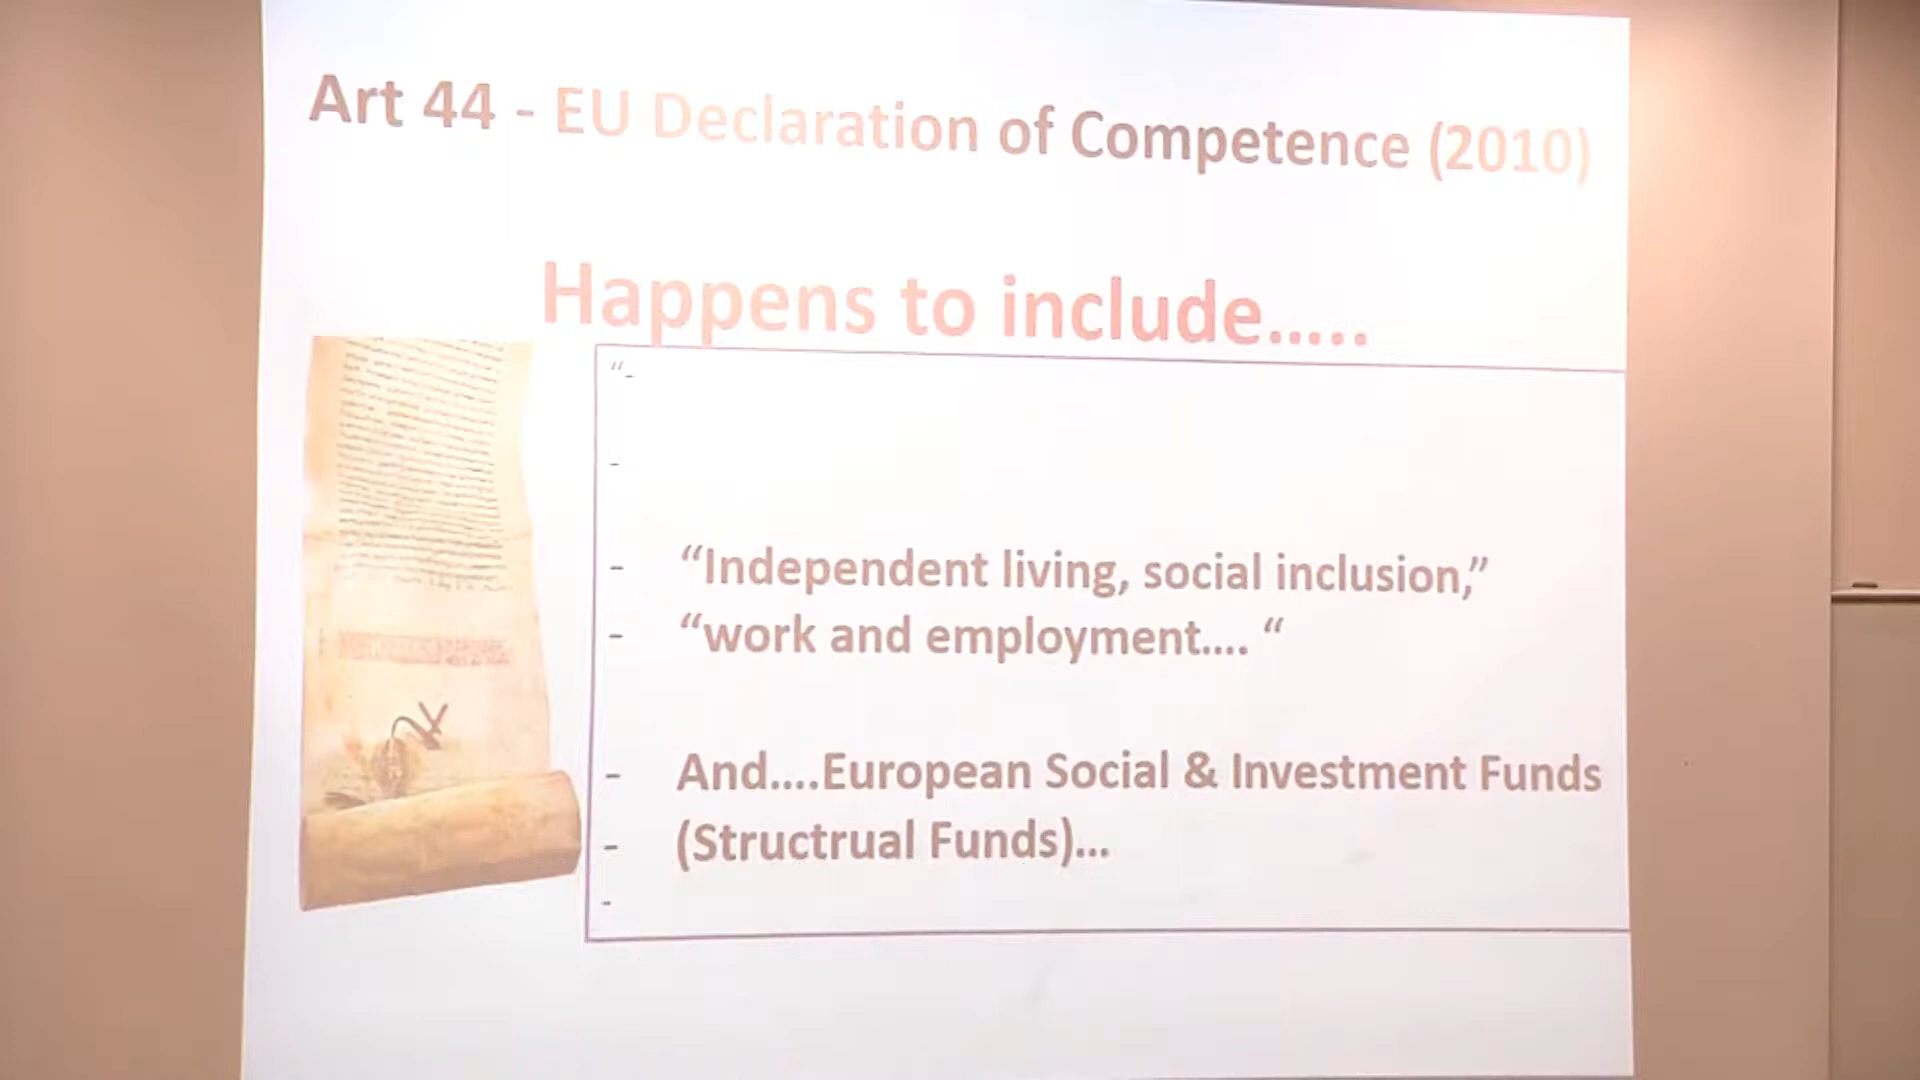 Art 44 - EU Declaration of Competence (2010)
Happens to include.....
“-
-
- “Independent living, social inclusion,”
- “work and employment.... “
- And....European Social & Investment Funds
- (Structrual Funds)...
-